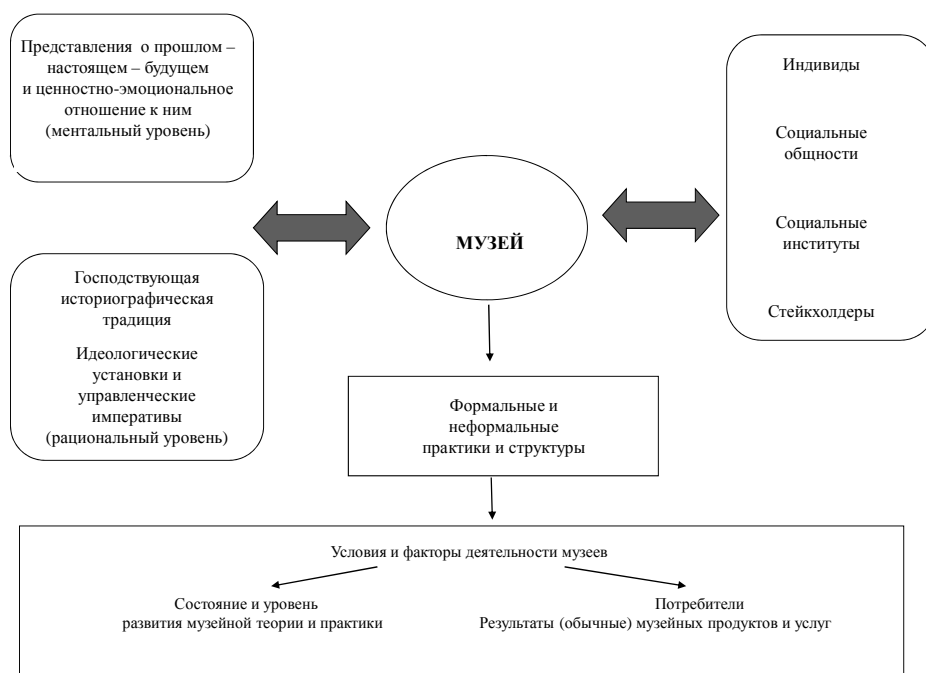 Представления о прошлом –
настоящем – будущем
и ценностно-эмоциональное
отношение к ним
(ментальный уровень)
Господствующая
историографическая
традиция
Идеологические
установки и
управленческие
императивы
(рациональный уровень)
МУЗЕЙ
Индивиды
Социальные
общности
Социальные
институты
Стейкхолдеры
Формальные и
неформальные
практики и структуры
Условия и факторы деятельности музеев
Состояние и уровень
развития музейной теории и практики
Потребители
Результаты (обычные) музейных продуктов и услуг